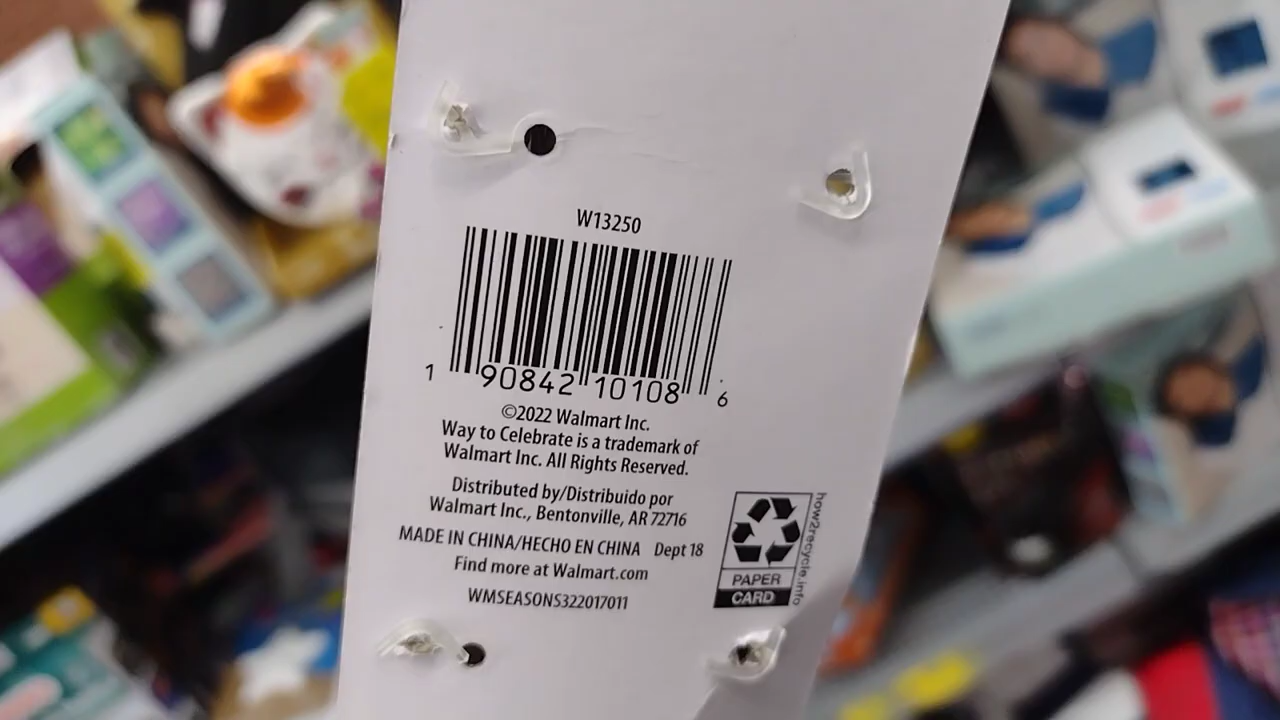 W13250
1 90842 10108 6
©2022 Walmart Inc.
Way to Celebrate is a trademark of
Walmart Inc. All Rights Reserved.
Distributed by/Distribuido por
Walmart Inc., Bentonville, AR 72716
MADE IN CHINA/HECHO EN CHINA Dept 18
Find more at Walmart.com
WMSEASONS322017011
PAPER
CARD
how2recycle.info